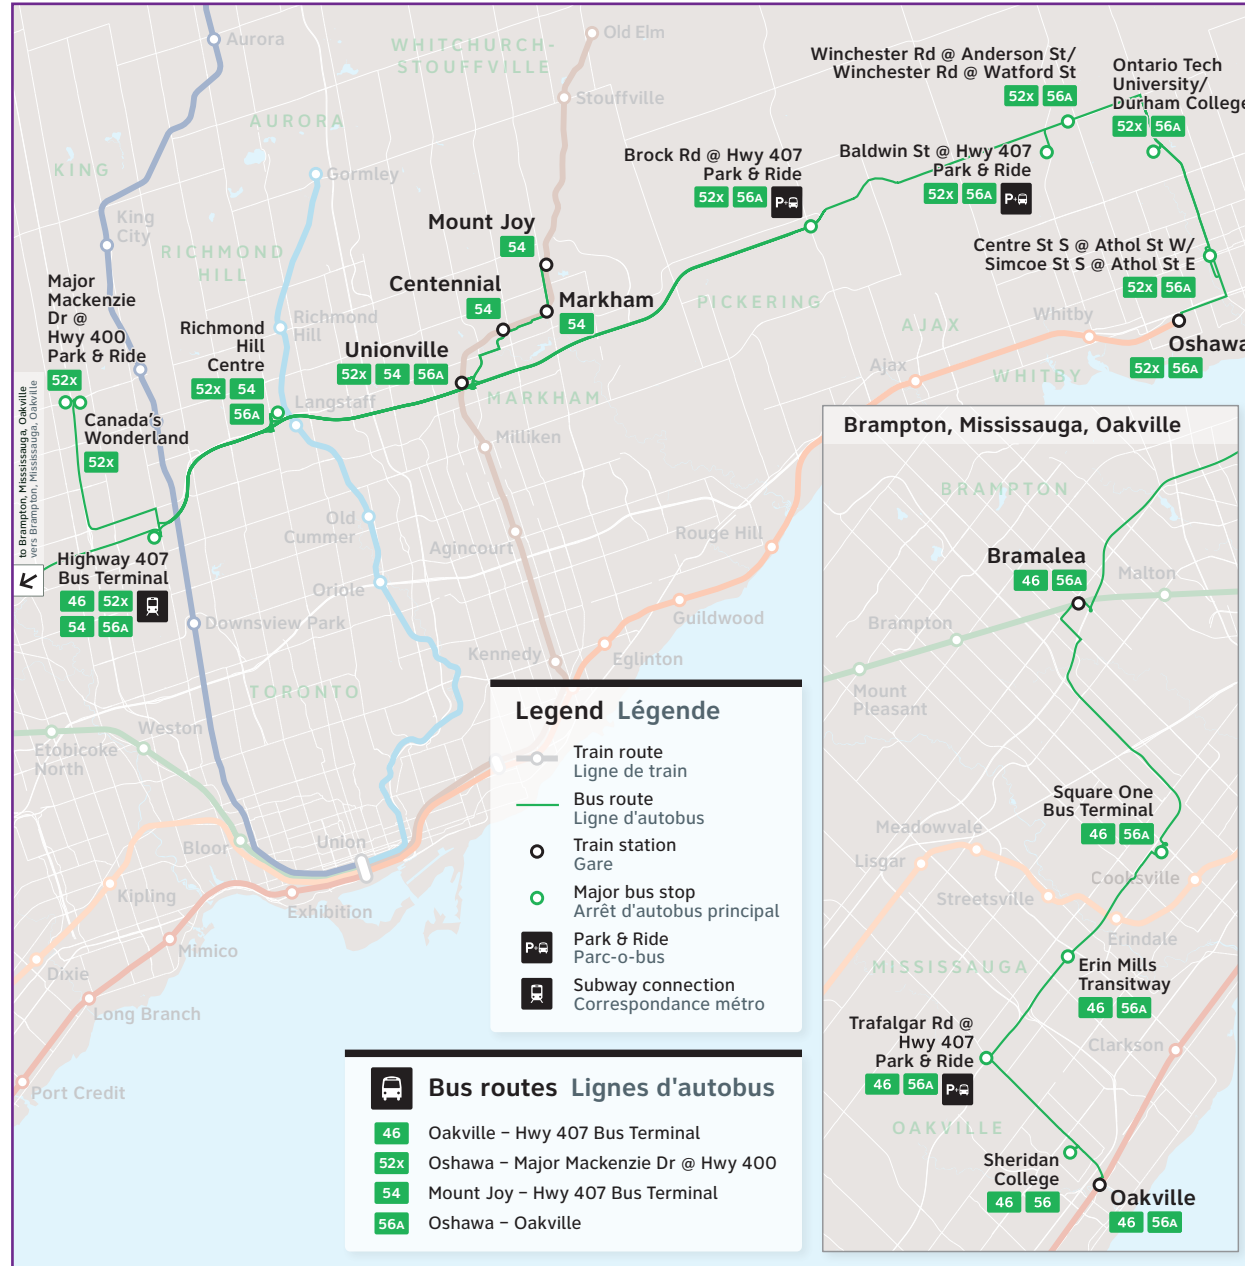 Aurora
Old Elm
WHITCHURCH-
STOUFFVILLE
Stouffville
AURORA
KING
Gormley
King
City
RICHMOND
HILL
Richmond
Hill
Langstaff
Winchester Rd @ Anderson St/
Winchester Rd @ Watford St
52x 56A
Ontario Tech
University/
Durham College
52x 56A
Brock Rd @ Hwy 407
Park & Ride
52x 56A P+
Baldwin St @ Hwy 407
Park & Ride
52x 56A P+
Mount Joy
54
Centennial
54
Markham
54
Unionville
52x 54 56A
Centre St S @ Athol St W/
Simcoe St S @ Athol St E
52x 56A
PICKERING
AJAX
Whitby
Oshawa
52x 56A
WHITBY
Ajax
MARKHAM
Major
Mackenzie
Dr @
Hwy 400
Park & Ride
52x
Richmond
Hill
Centre
52x 54
56A
Canada's
Wonderland
52x
to Brampton, Mississauga, Oakville
vers Brampton, Mississauga, Oakville
Highway 407
Bus Terminal
46 52x
54 56A
Milliken
Old
Cummer
Agincourt
Rouge Hill
Oriole
Downsview Park
Guildwood
Kennedy
Eglinton
TORONTO
Weston
Etobicoke
North
Bloor
Union
Kipling
Exhibition
Mimico
Dixie
Long Branch
Port Credit
Legend Légende
Train route
Ligne de train
Bus route
Ligne d'autobus
Train station
Gare
Major bus stop
Arrêt d'autobus principal
P+
Park & Ride
Parc-o-bus
Subway connection
Correspondance métro
Bus routes Lignes d'autobus
46 Oakville – Hwy 407 Bus Terminal
52x Oshawa – Major Mackenzie Dr @ Hwy 400
54 Mount Joy – Hwy 407 Bus Terminal
56A Oshawa – Oakville
Brampton, Mississauga, Oakville
BRAMPTON
Bramalea
46 56A
Malton
Brampton
Mount
Pleasant
Square One
Bus Terminal
46 56A
Meadowvale
Lisgar
Streetsville
Cooksville
Erindale
MISSISSAUGA
Erin Mills
Transitway
46 56A
Trafalgar Rd @
Hwy 407
Park & Ride
46 56A P+
Clarkson
OAKVILLE
Sheridan
College
46 56
Oakville
46 56A